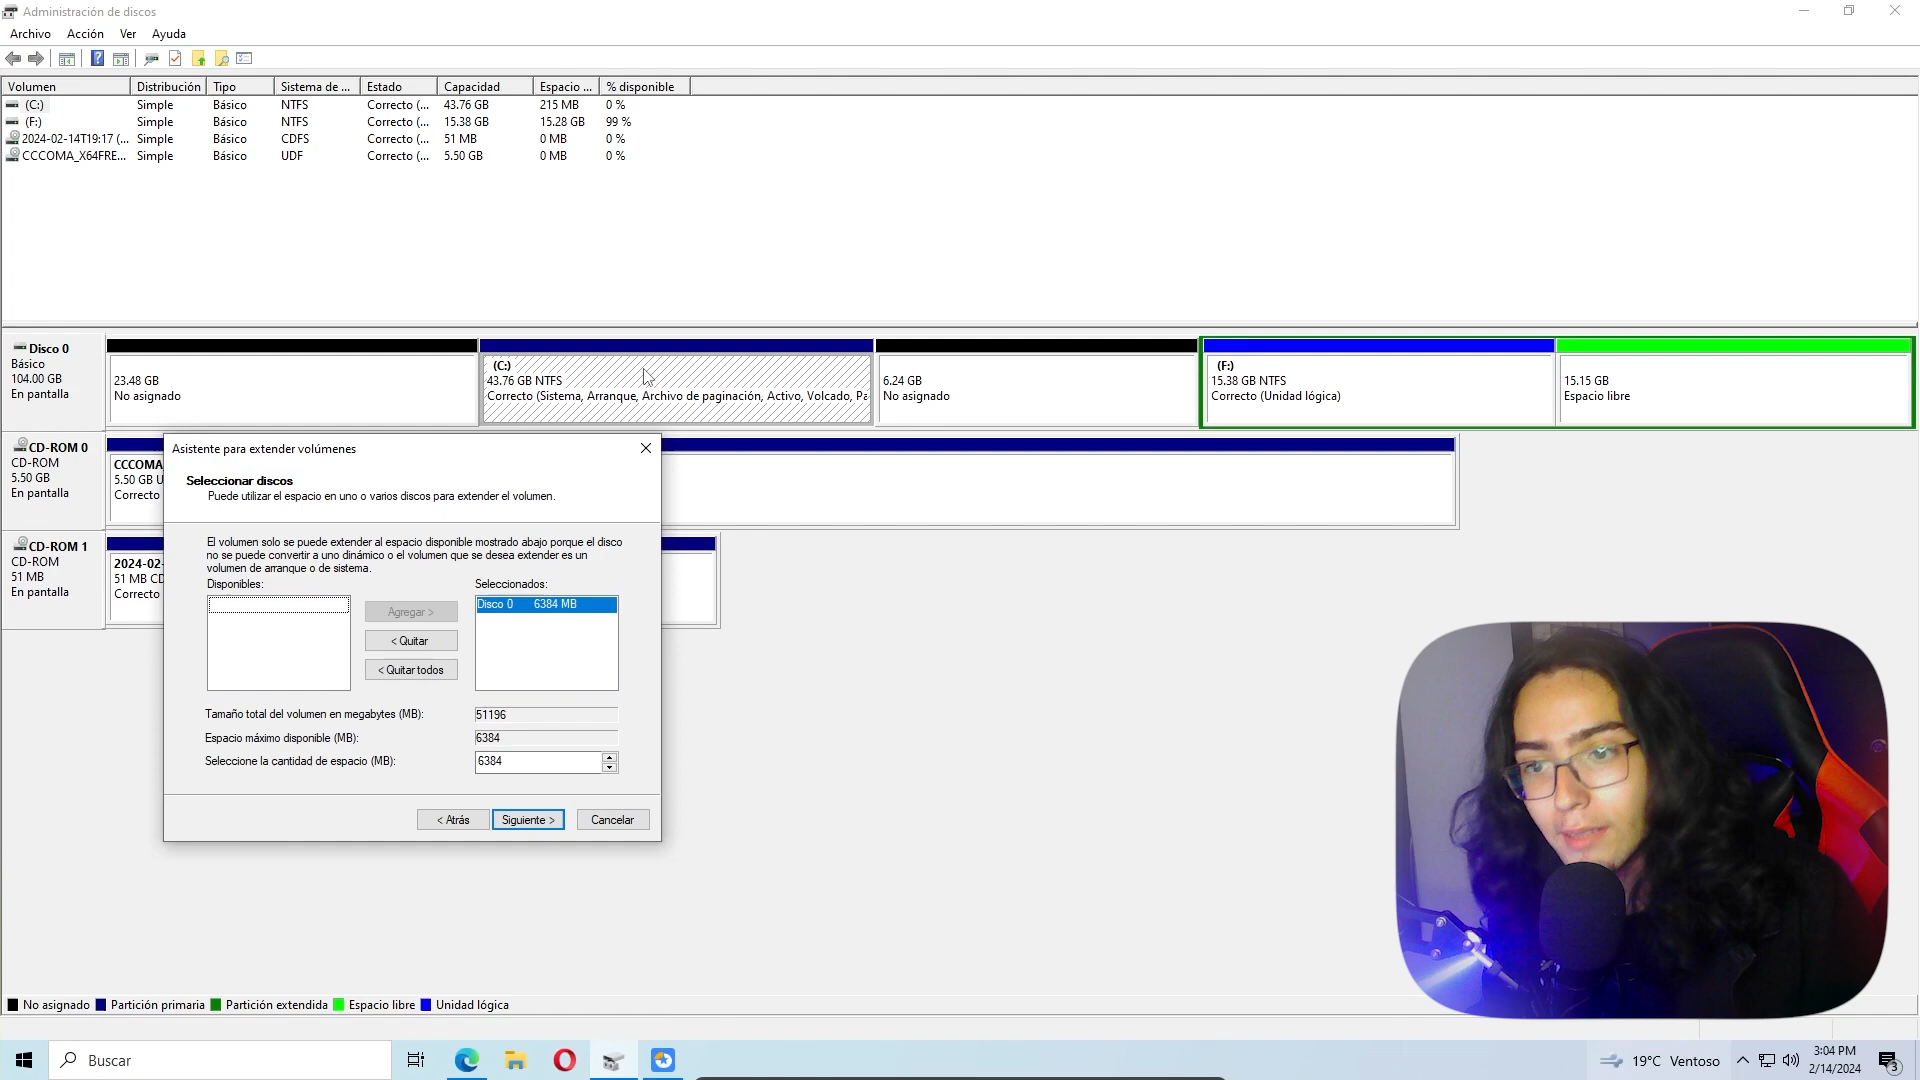 Administración de discos
Archivo Acción Ver Ayuda
Volumen Distribución Tipo Sistema de ... Estado Capacidad Espacio ... % disponible
(C:) Simple Básico NTFS Correcto (... 43.76 GB 215 MB 0 %
(F:) Simple Básico NTFS Correcto (... 15.38 GB 15.28 GB 99 %
2024-02-14T19:17 (... Simple Básico CDFS Correcto (... 51 MB 0 MB 0 %
CCCOMA_X64FRE... Simple Básico UDF Correcto (... 5.50 GB 0 MB 0 %
Disco 0
Básico
104.00 GB
En pantalla
23.48 GB
No asignado
(C:)
43.76 GB NTFS
Correcto (Sistema, Arranque, Archivo de paginación, Activo, Volcado, Pa
6.24 GB
No asignado
(F:)
15.38 GB NTFS
Correcto (Unidad lógica)
15.15 GB
Espacio libre
CD-ROM 0
CD-ROM
5.50 GB
En pantalla
CCCOMA
5.50 GB U
Correcto
CD-ROM 1
CD-ROM
51 MB
En pantalla
2024-02-
51 MB CD
Correcto
Asistente para extender volúmenes
Seleccionar discos
Puede utilizar el espacio en uno o varios discos para extender el volumen.
El volumen solo se puede extender al espacio disponible mostrado abajo porque el disco
no se puede convertir a uno dinámico o el volumen que se desea extender es un
volumen de arranque o de sistema.
Disponibles: Seleccionados:
Disco 0 6384 MB
Agregar >
< Quitar
< Quitar todos
Tamaño total del volumen en megabytes (MB): 51196
Espacio máximo disponible (MB): 6384
Seleccione la cantidad de espacio (MB): 6384
< Atrás Siguiente > Cancelar
No asignado Partición primaria Partición extendida Espacio libre Unidad lógica
Buscar
19°C Ventoso
3:04 PM
2/14/2024
3